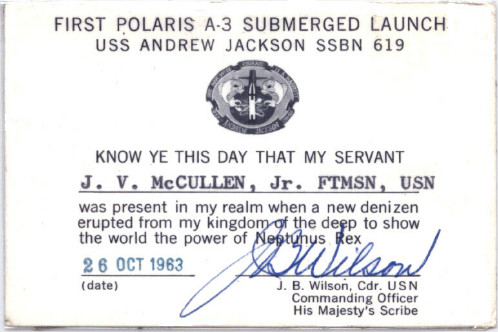 FIRST POLARIS A-3 SUBMERGED LAUNCH
USS ANDREW JACKSON SSBN 619
ANDREW JACKSON
KNOW YE THIS DAY THAT MY SERVANT
J. V. McCULLEN, Jr. FTMSN, USN
was present in my realm when a new denizen
erupted from my kingdom of the deep to show
the world the power of Neptunus Rex
26 OCT 1963
JBWilson
(date)
J. B. Wilson, Cdr. USN
Commanding Officer
His Majesty's Scribe